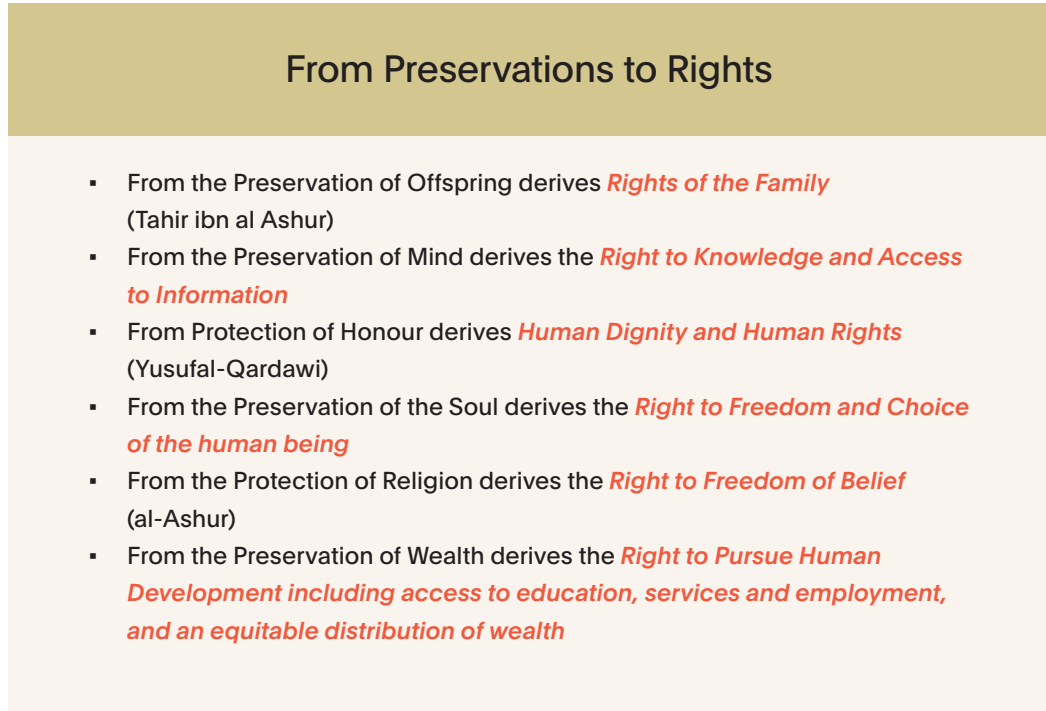 From Preservations to Rights
▪ From the Preservation of Offspring derives Rights of the Family
(Tahir ibn al Ashur)
▪ From the Preservation of Mind derives the Right to Knowledge and Access
to Information
▪ From Protection of Honour derives Human Dignity and Human Rights
(Yusufal-Qardawi)
▪ From the Preservation of the Soul derives the Right to Freedom and Choice
of the human being
▪ From the Protection of Religion derives the Right to Freedom of Belief
(al-Ashur)
▪ From the Preservation of Wealth derives the Right to Pursue Human
Development including access to education, services and employment,
and an equitable distribution of wealth